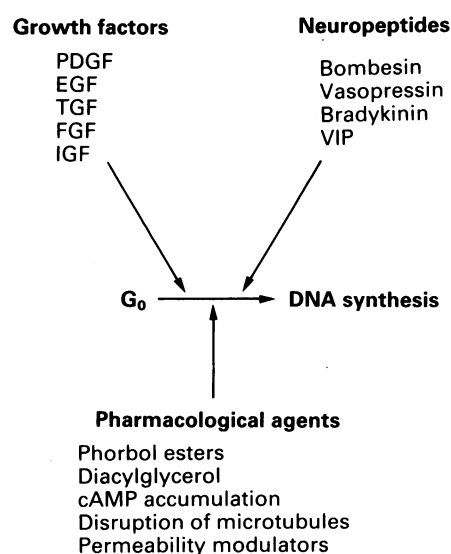 Growth factors
PDGF
EGF
TGF
FGF
IGF
Neuropeptides
Bombesin
Vasopressin
Bradykinin
VIP
G₀
DNA synthesis
Pharmacological agents
Phorbol esters
Diacylglycerol
cAMP accumulation
Disruption of microtubules
Permeability modulators